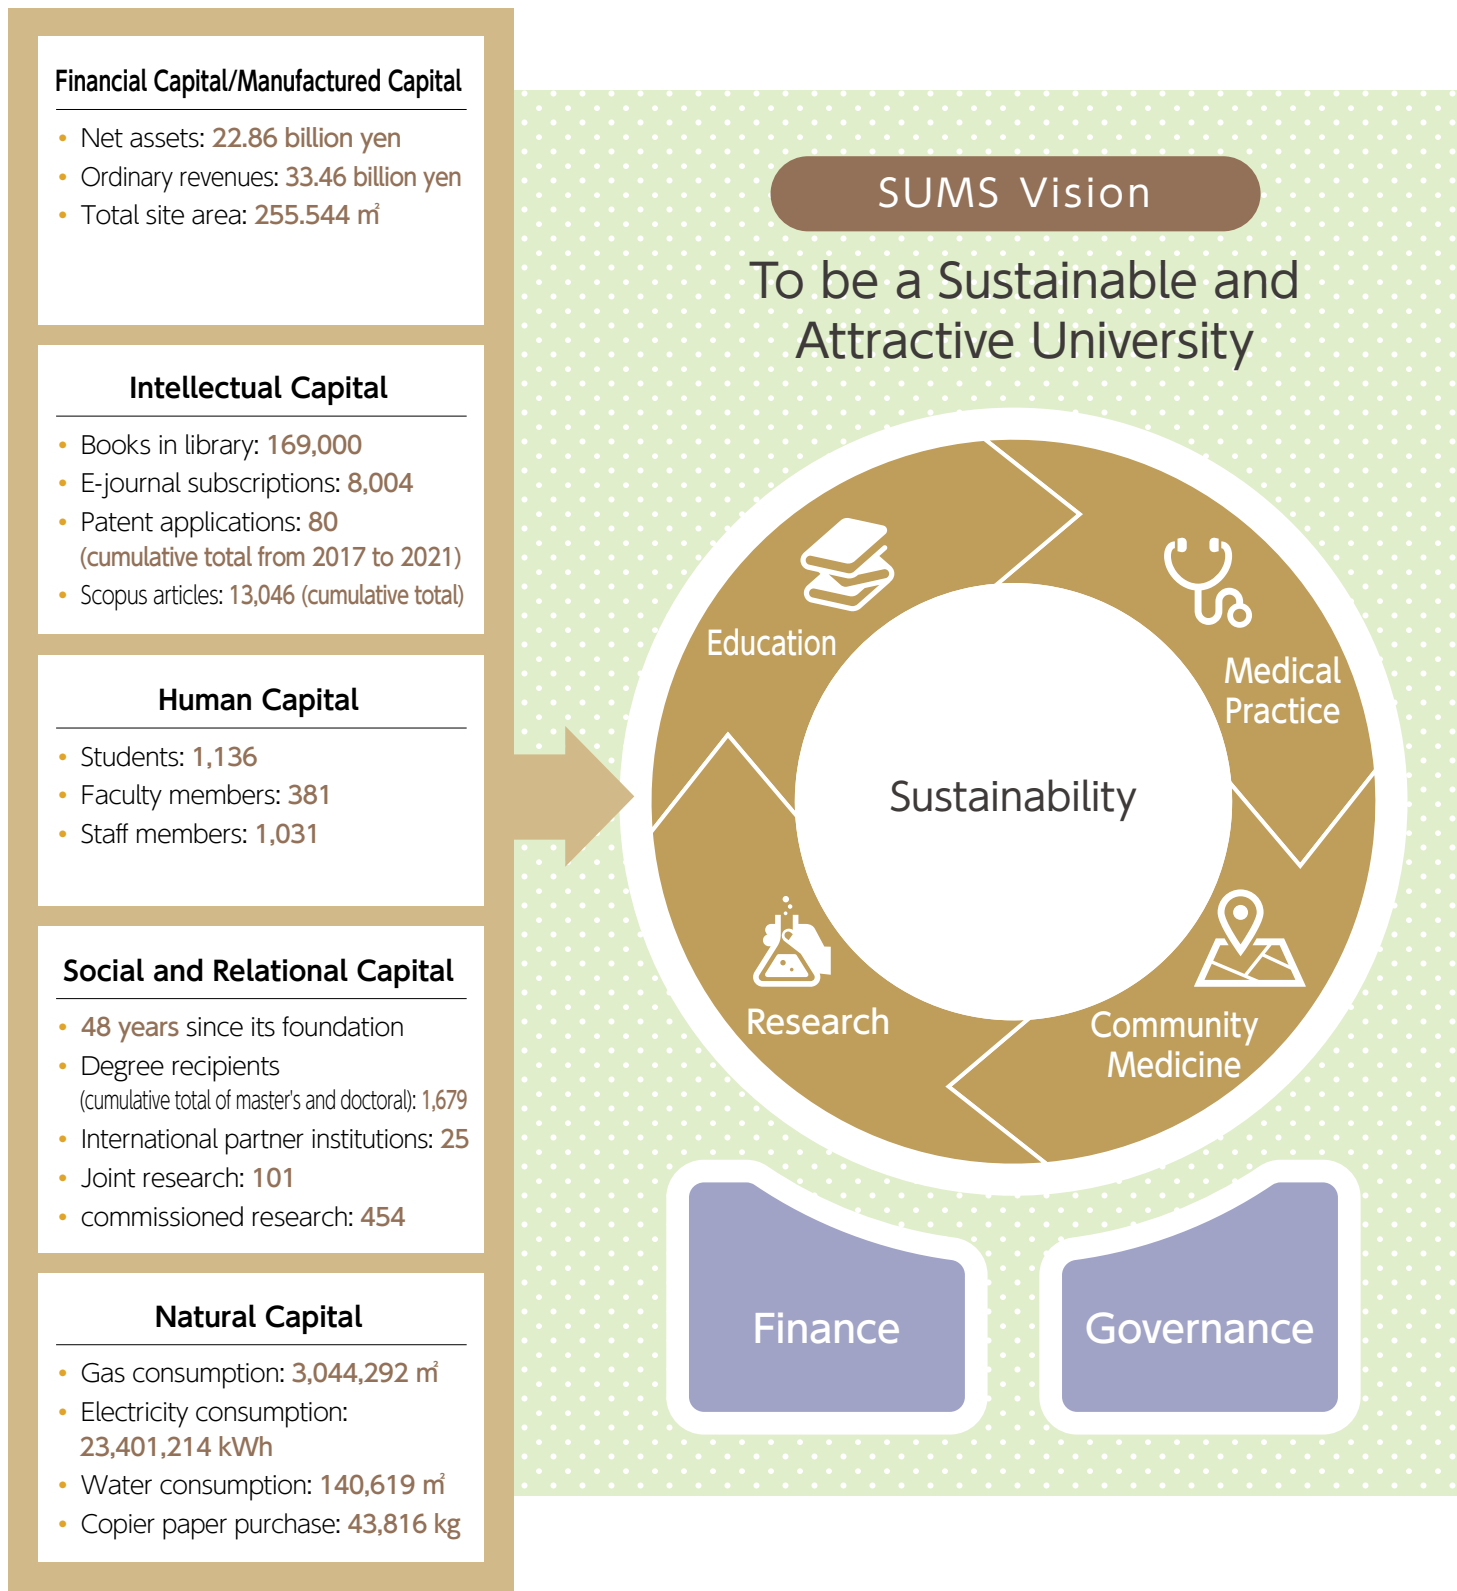 Financial Capital/Manufactured Capital
• Net assets: 22.86 billion yen
• Ordinary revenues: 33.46 billion yen
• Total site area: 255.544 ㎡
Intellectual Capital
• Books in library: 169,000
• E-journal subscriptions: 8,004
• Patent applications: 80
(cumulative total from 2017 to 2021)
• Scopus articles: 13,046 (cumulative total)
Human Capital
• Students: 1,136
• Faculty members: 381
• Staff members: 1,031
Social and Relational Capital
• 48 years since its foundation
• Degree recipients
(cumulative total of master's and doctoral): 1,679
• International partner institutions: 25
• Joint research: 101
• commissioned research: 454
Natural Capital
• Gas consumption: 3,044,292 ㎡
• Electricity consumption:
23,401,214 kWh
• Water consumption: 140,619 ㎡
• Copier paper purchase: 43,816 kg
SUMS Vision
To be a Sustainable and
Attractive University
Education
Medical
Practice
Sustainability
Research
Community
Medicine
Finance
Governance